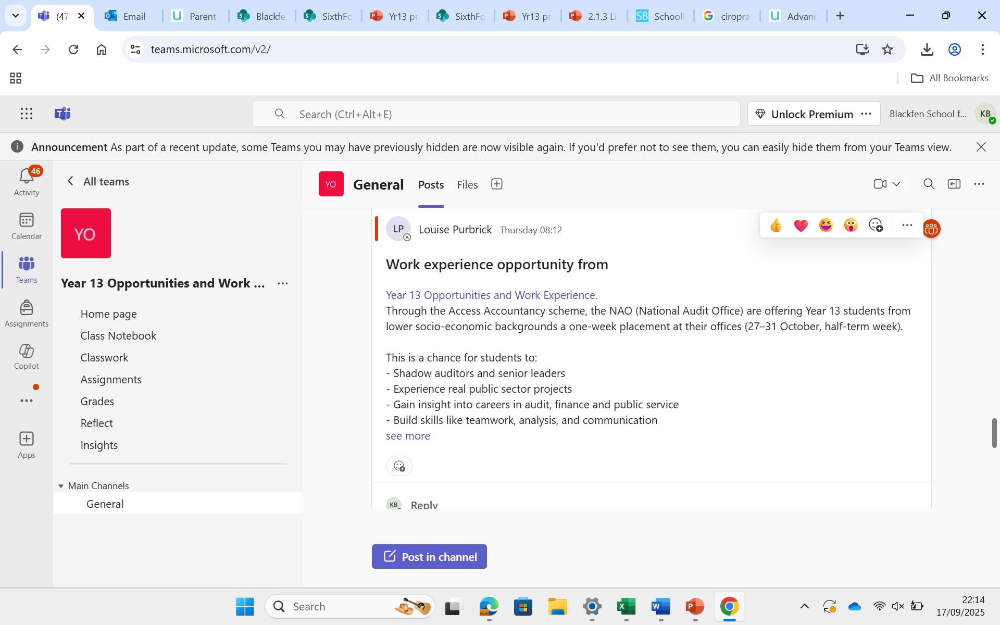 (47
Email -
Parent
Blackfe
SixthFo
Yr13 pr
SixthFo
Yr13 pr
2.1.3 Li
School
ciropra
Advanc
teams.microsoft.com/v2/
All Bookmarks
Search (Ctrl+Alt+E)
Unlock Premium
Blackfen School f...
KB
Announcement As part of a recent update, some Teams you may have previously hidden are now visible again. If you'd prefer not to see them, you can easily hide them from your Teams view.
46
Activity
Calendar
Teams
Assignments
Copilot
Apps
All teams
YO
Year 13 Opportunities and Work ...
Home page
Class Notebook
Classwork
Assignments
Grades
Reflect
Insights
Main Channels
General
YO
General
Posts
Files
LP
Louise Purbrick
Thursday 08:12
Work experience opportunity from
Year 13 Opportunities and Work Experience.
Through the Access Accountancy scheme, the NAO (National Audit Office) are offering Year 13 students from
lower socio-economic backgrounds a one-week placement at their offices (27–31 October, half-term week).
This is a chance for students to:
- Shadow auditors and senior leaders
- Experience real public sector projects
- Gain insight into careers in audit, finance and public service
- Build skills like teamwork, analysis, and communication
see more
KB
Reply
Post in channel
Search
22:14
17/09/2025